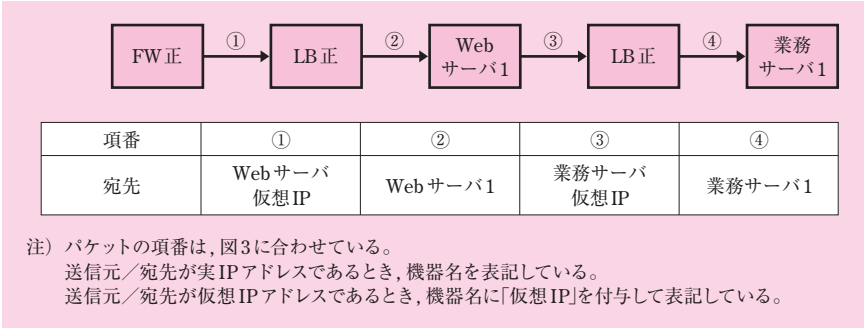 ① ② ③ ④
FW正 LB正 Web サーバ1 LB正 業務 サーバ1
項番 ① ② ③ ④
宛先 Webサーバ 仮想IP Webサーバ1 業務サーバ 仮想IP 業務サーバ1
注) パケットの項番は,図3に合わせている。
送信元/宛先が実IPアドレスであるとき,機器名を表記している。
送信元/宛先が仮想IPアドレスであるとき,機器名に「仮想IP」を付与して表記している。